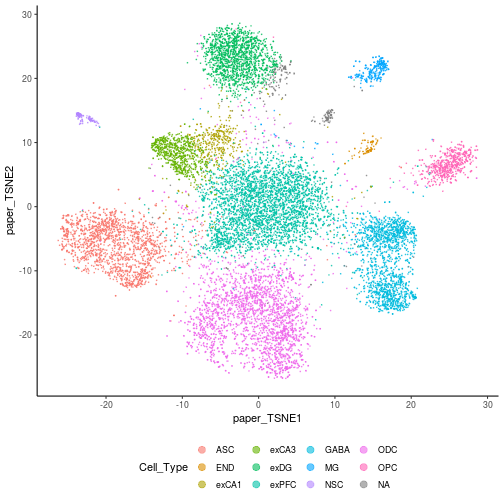 30
20
10
0
-10
-20
paper_TSNE2
-20
-10
0
10
20
30
paper_TSNE1
Cell_Type
ASC
exCA3
GABA
ODC
END
exDG
MG
OPC
exCA1
exPFC
NSC
NA